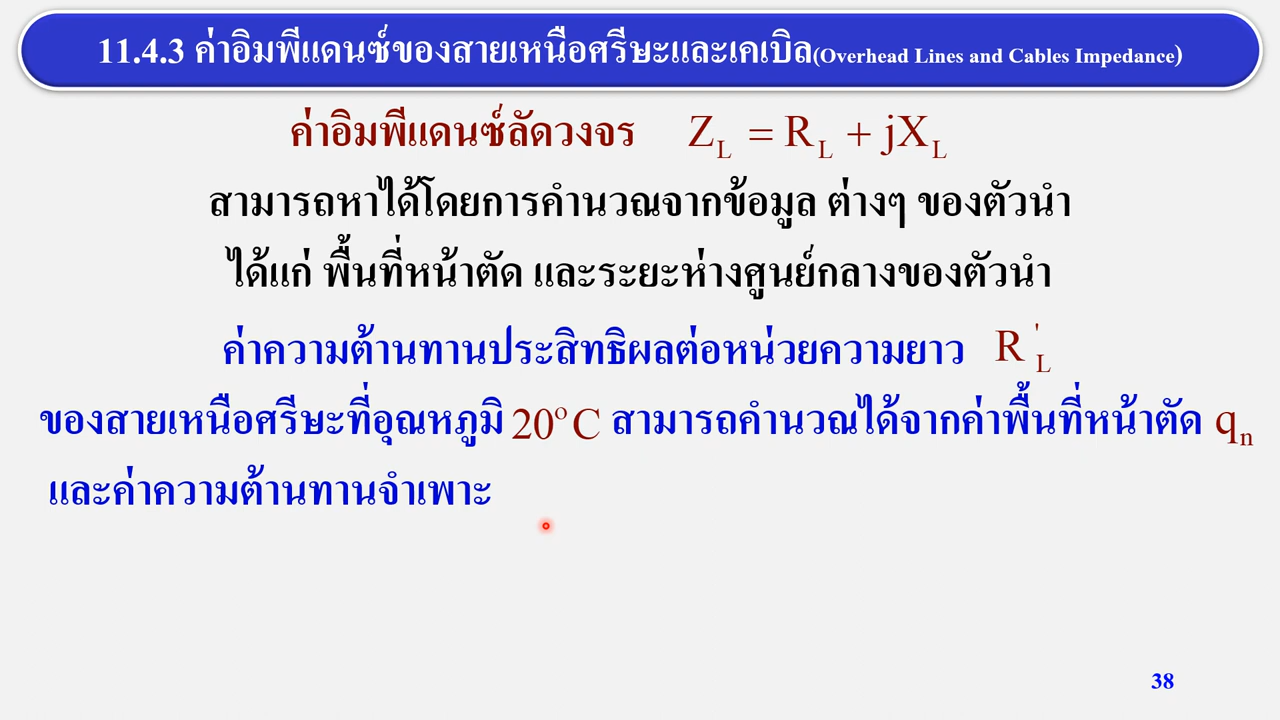 11.4.3 ค่าอิมพีแดนซ์ของสายเหนือศรีษะและเคเบิล(Overhead Lines and Cables Impedance)
ค่าอิมพีแดนซ์ลัดวงจร Z_L = R_L + jX_L
สามารถหาได้โดยการคำนวณจากข้อมูล ต่างๆ ของตัวนำ
ได้แก่ พื้นที่หน้าตัด และระยะห่างศูนย์กลางของตัวนำ
ค่าความต้านทานประสิทธิผลต่อหน่วยความยาว R'_L
ของสายเหนือศรีษะที่อุณหภูมิ 20°C สามารถคำนวณได้จากค่าพื้นที่หน้าตัด q_n
และค่าความต้านทานจำเพาะ
38